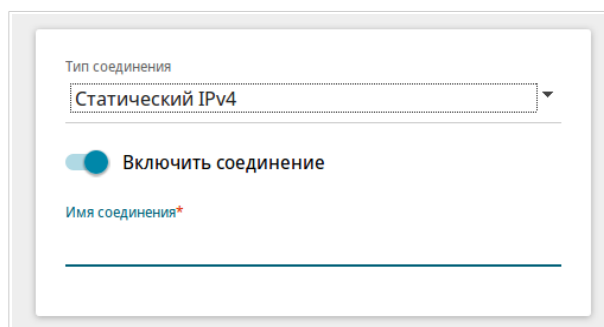 Тип соединения
Статический IPv4
Включить соединение
Имя соединения*